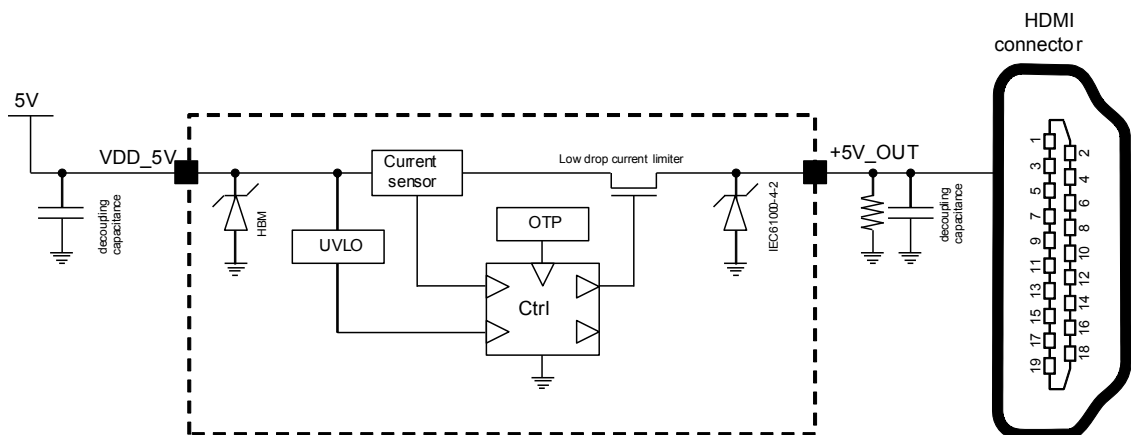 HDMI
connector
5V
VDD_5V
decoupling
capacitance
HBM
UVLO
Current
sensor
Low drop current limiter
OTP
Ctrl
IEC61000-4-2
+5V_OUT
decoupling
capacitance
1
2
3
4
5
6
7
8
9
10
11
12
13
14
15
16
17
18
19